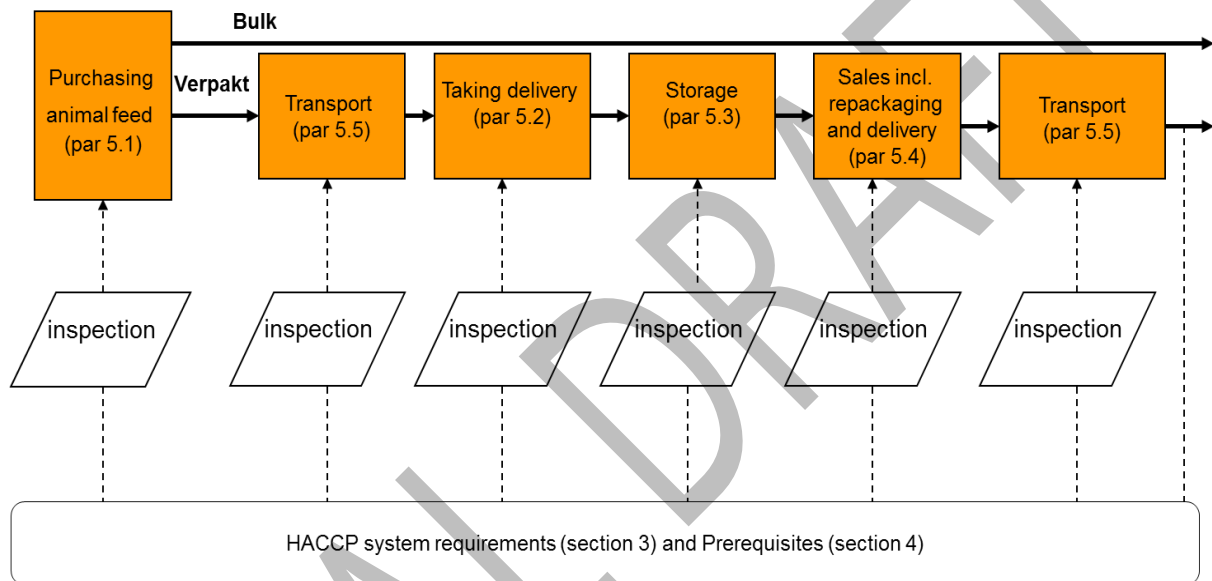 Bulk
Purchasing
animal feed
(par 5.1)
Verpakt
Transport
(par 5.5)
Taking delivery
(par 5.2)
Storage
(par 5.3)
Sales incl.
repackaging
and delivery
(par 5.4)
Transport
(par 5.5)
inspection
inspection
inspection
inspection
inspection
inspection
HACCP system requirements (section 3) and Prerequisites (section 4)
DRAFT